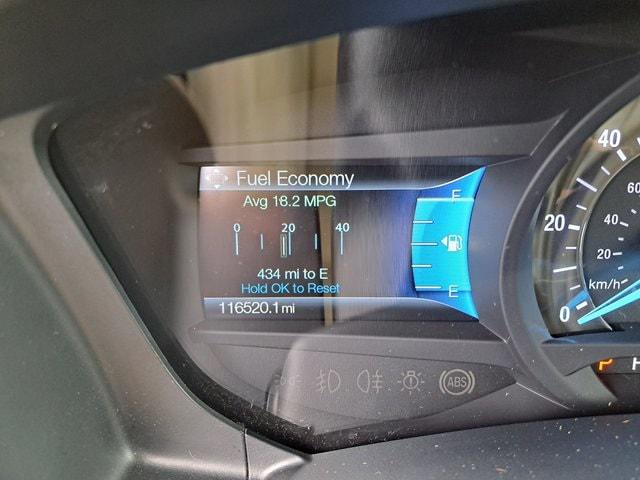 Fuel Economy
Avg 18.2 MPG
0 20 40
434 mi to E
Hold OK to Reset
116520.1 mi
F
E
40
20
0
60
40
20
km/h
P
H
ABS